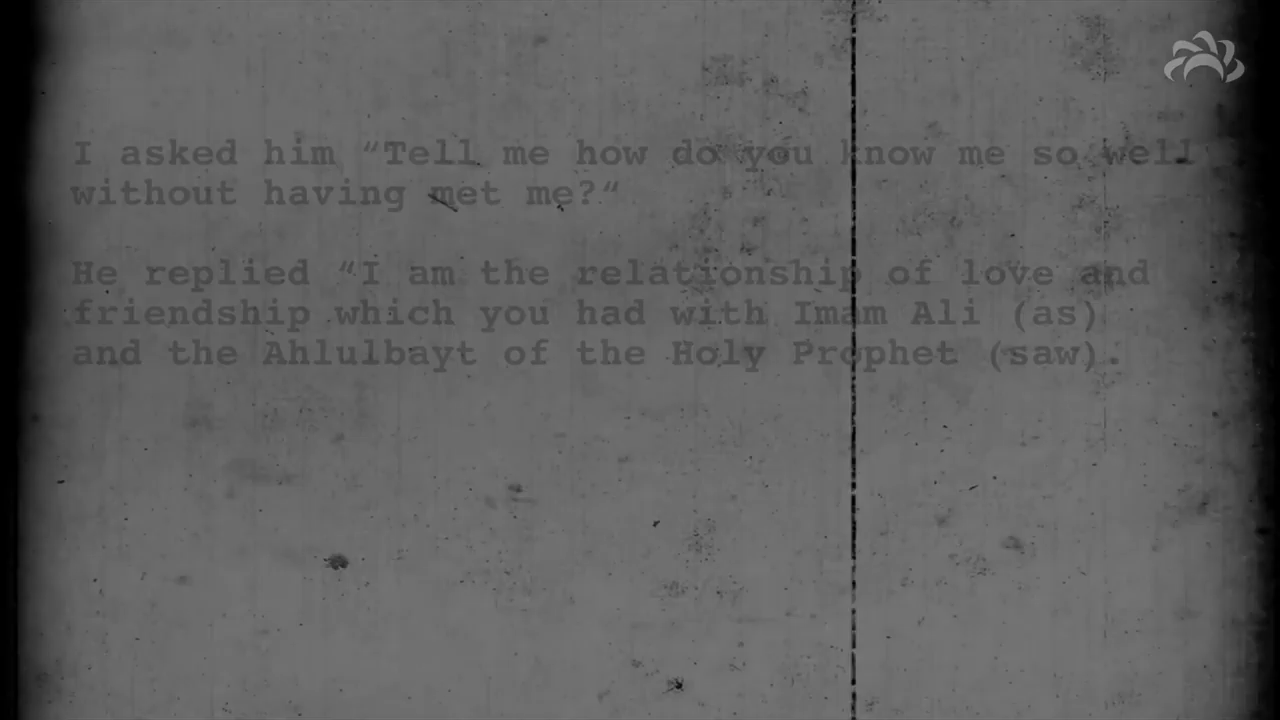 I asked him “Tell me how do you know me so well
without having met me?“
He replied “I am the relationship of love and
friendship which you had with Imam Ali (as)
and the Ahlulbayt of the Holy Prophet (saw).